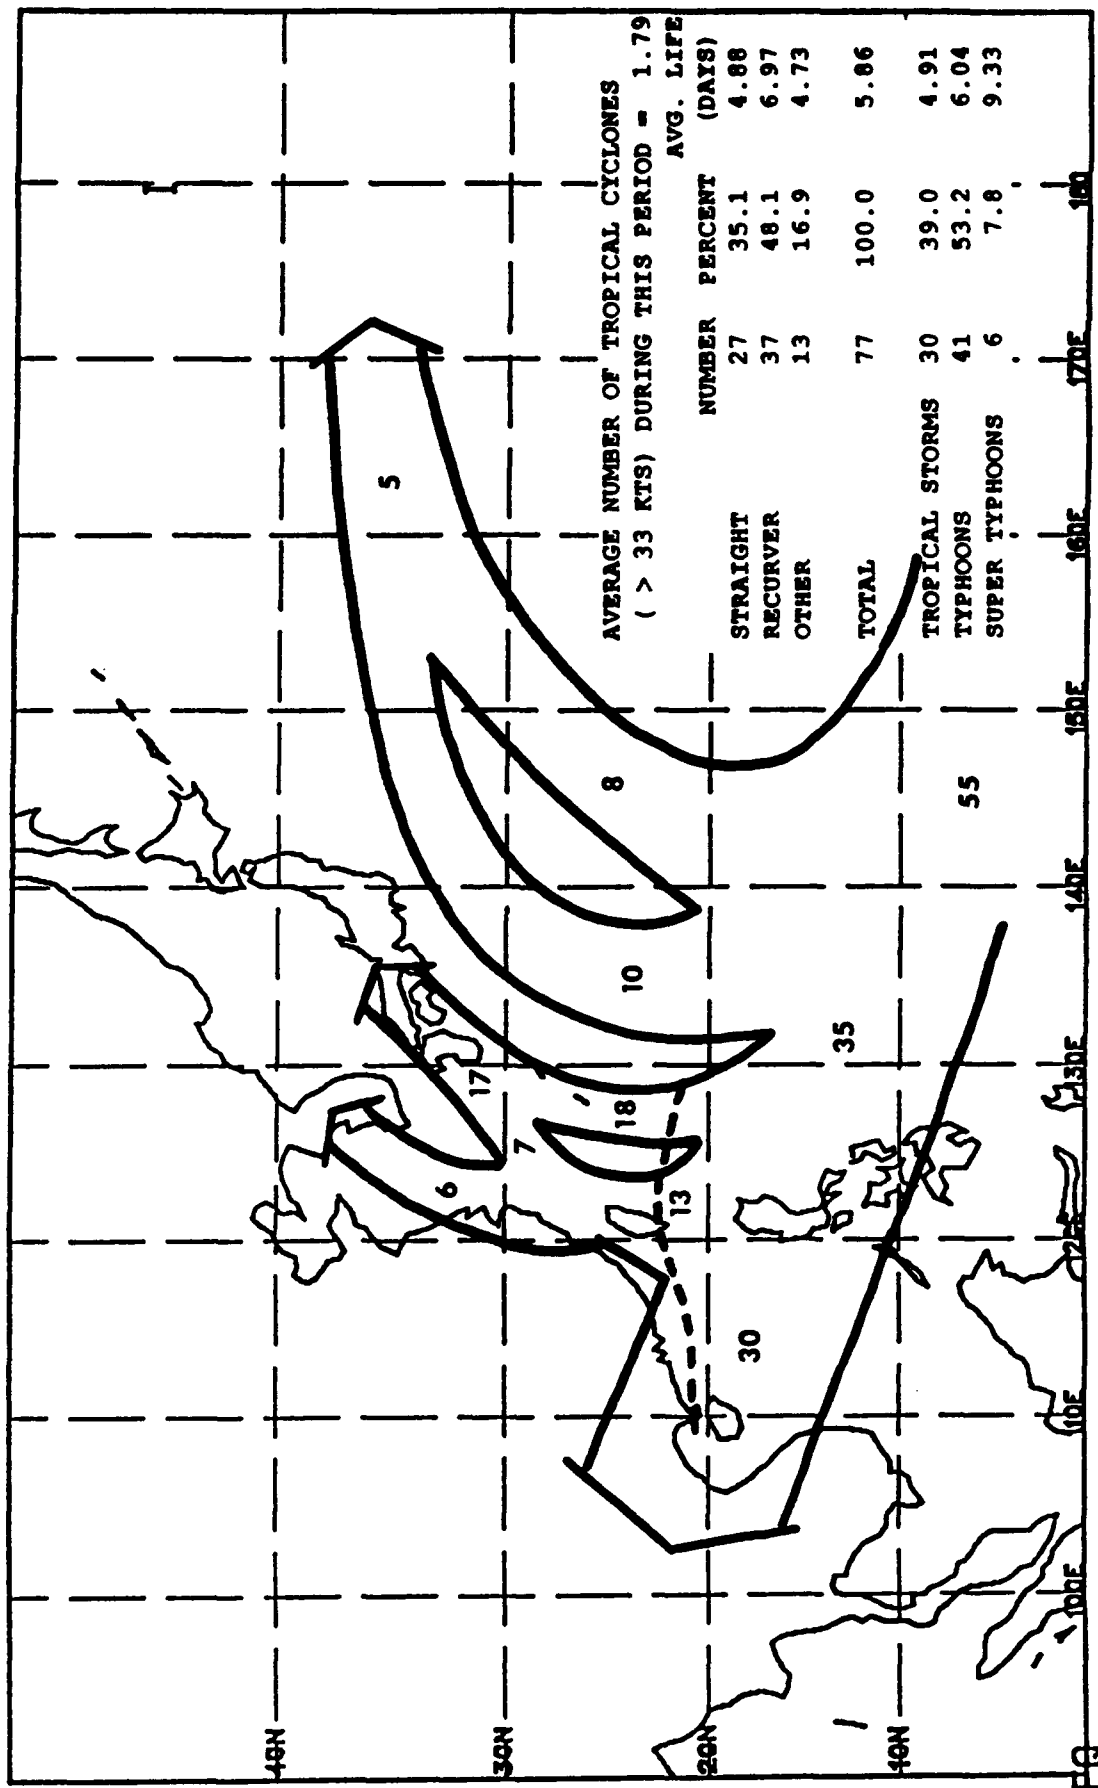 AVERAGE NUMBER OF TROPICAL CYCLONES
( > 33 KTS) DURING THIS PERIOD = 1.79
AVG. LIFE
NUMBER PERCENT (DAYS)
STRAIGHT 27 35.1 4.88
RECURVER 37 48.1 6.97
OTHER 13 16.9 4.73
TOTAL 77 100.0 5.86
TROPICAL STORMS 30 39.0 4.91
TYPHOONS 41 53.2 6.04
SUPER TYPHOONS 6 7.8 9.33
40N
30N
20N
10N
5
6
17
7
18
10
8
13
30
35
55
100E
110E
120E
130E
140E
150E
160E
170E
180